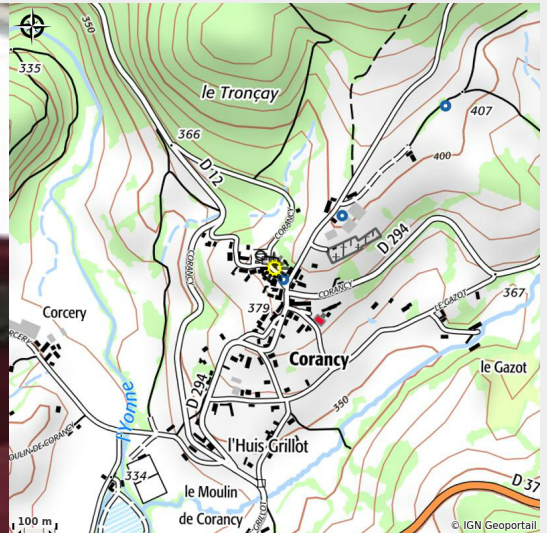 350
335
le Tronçay
407
366
400
D 12
CORANCY
D 294
CORANCY
CORANCY
367
LE GAZOT
379
Corcery
Corancy
le Gazot
D 294
350
l'Yonne
l'Huis Grillot
334
D 37
le Moulin
de Corancy
100 m
© IGN Geoportail